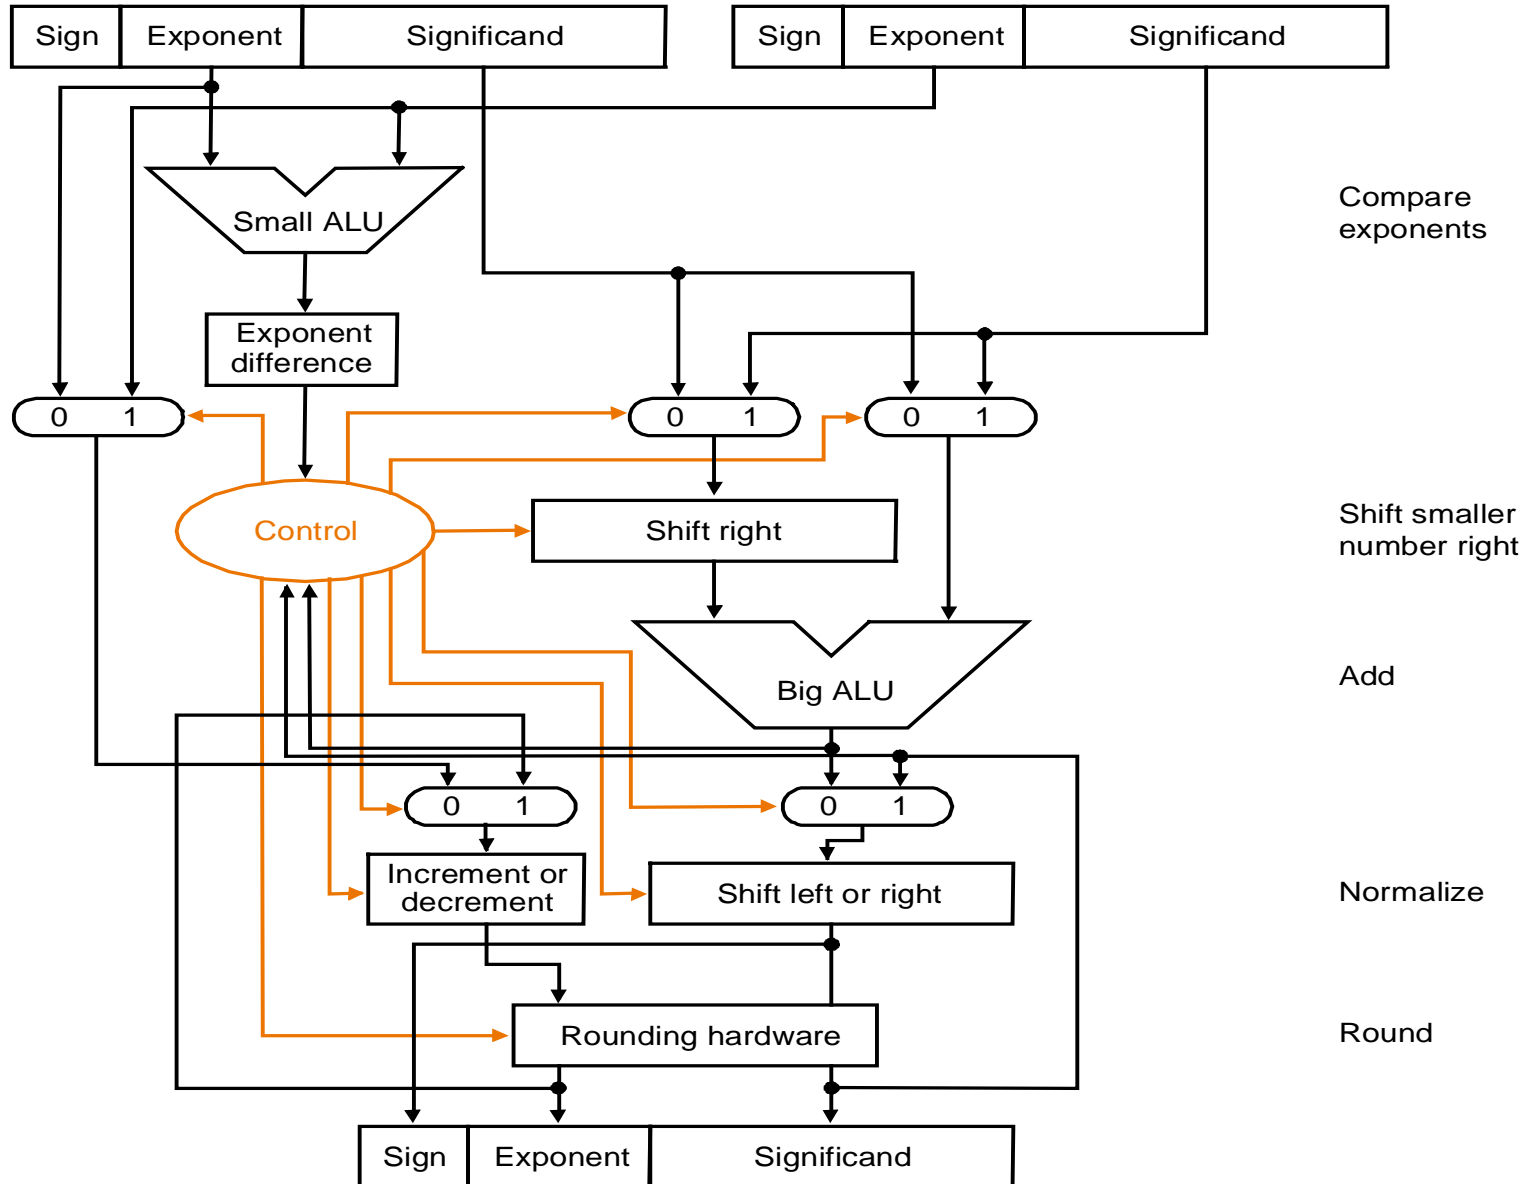 Sign Exponent Significand Sign Exponent Significand
Small ALU
Compare
exponents
Exponent
difference
0 1 0 1 0 1
Control
Shift right
Shift smaller
number right
Big ALU
Add
0 1 0 1
Increment or
decrement
Shift left or right
Normalize
Rounding hardware
Round
Sign Exponent Significand